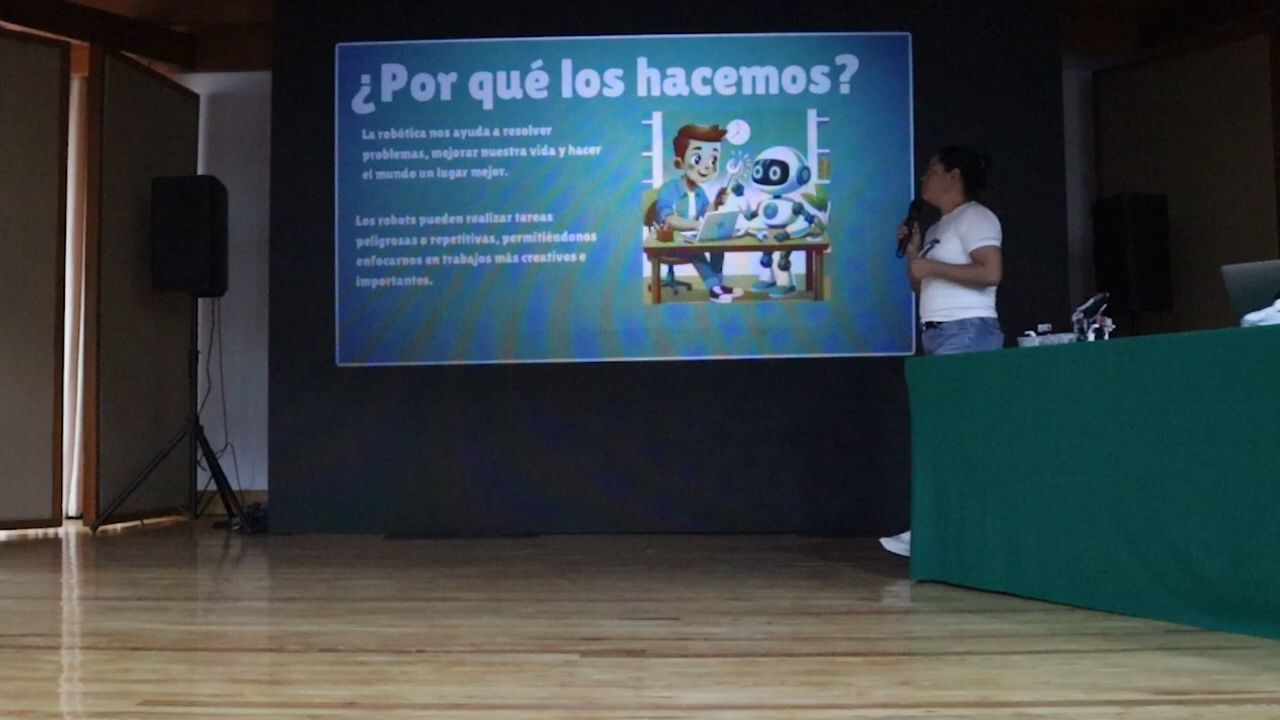 ¿Por qué los hacemos?
La robótica nos ayuda a resolver
problemas, mejorar nuestra vida y hacer
el mundo un lugar mejor.
Los robots pueden realizar tareas
peligrosas o repetitivas, permitiéndonos
enfocarnos en trabajos más creativos e
importantes.